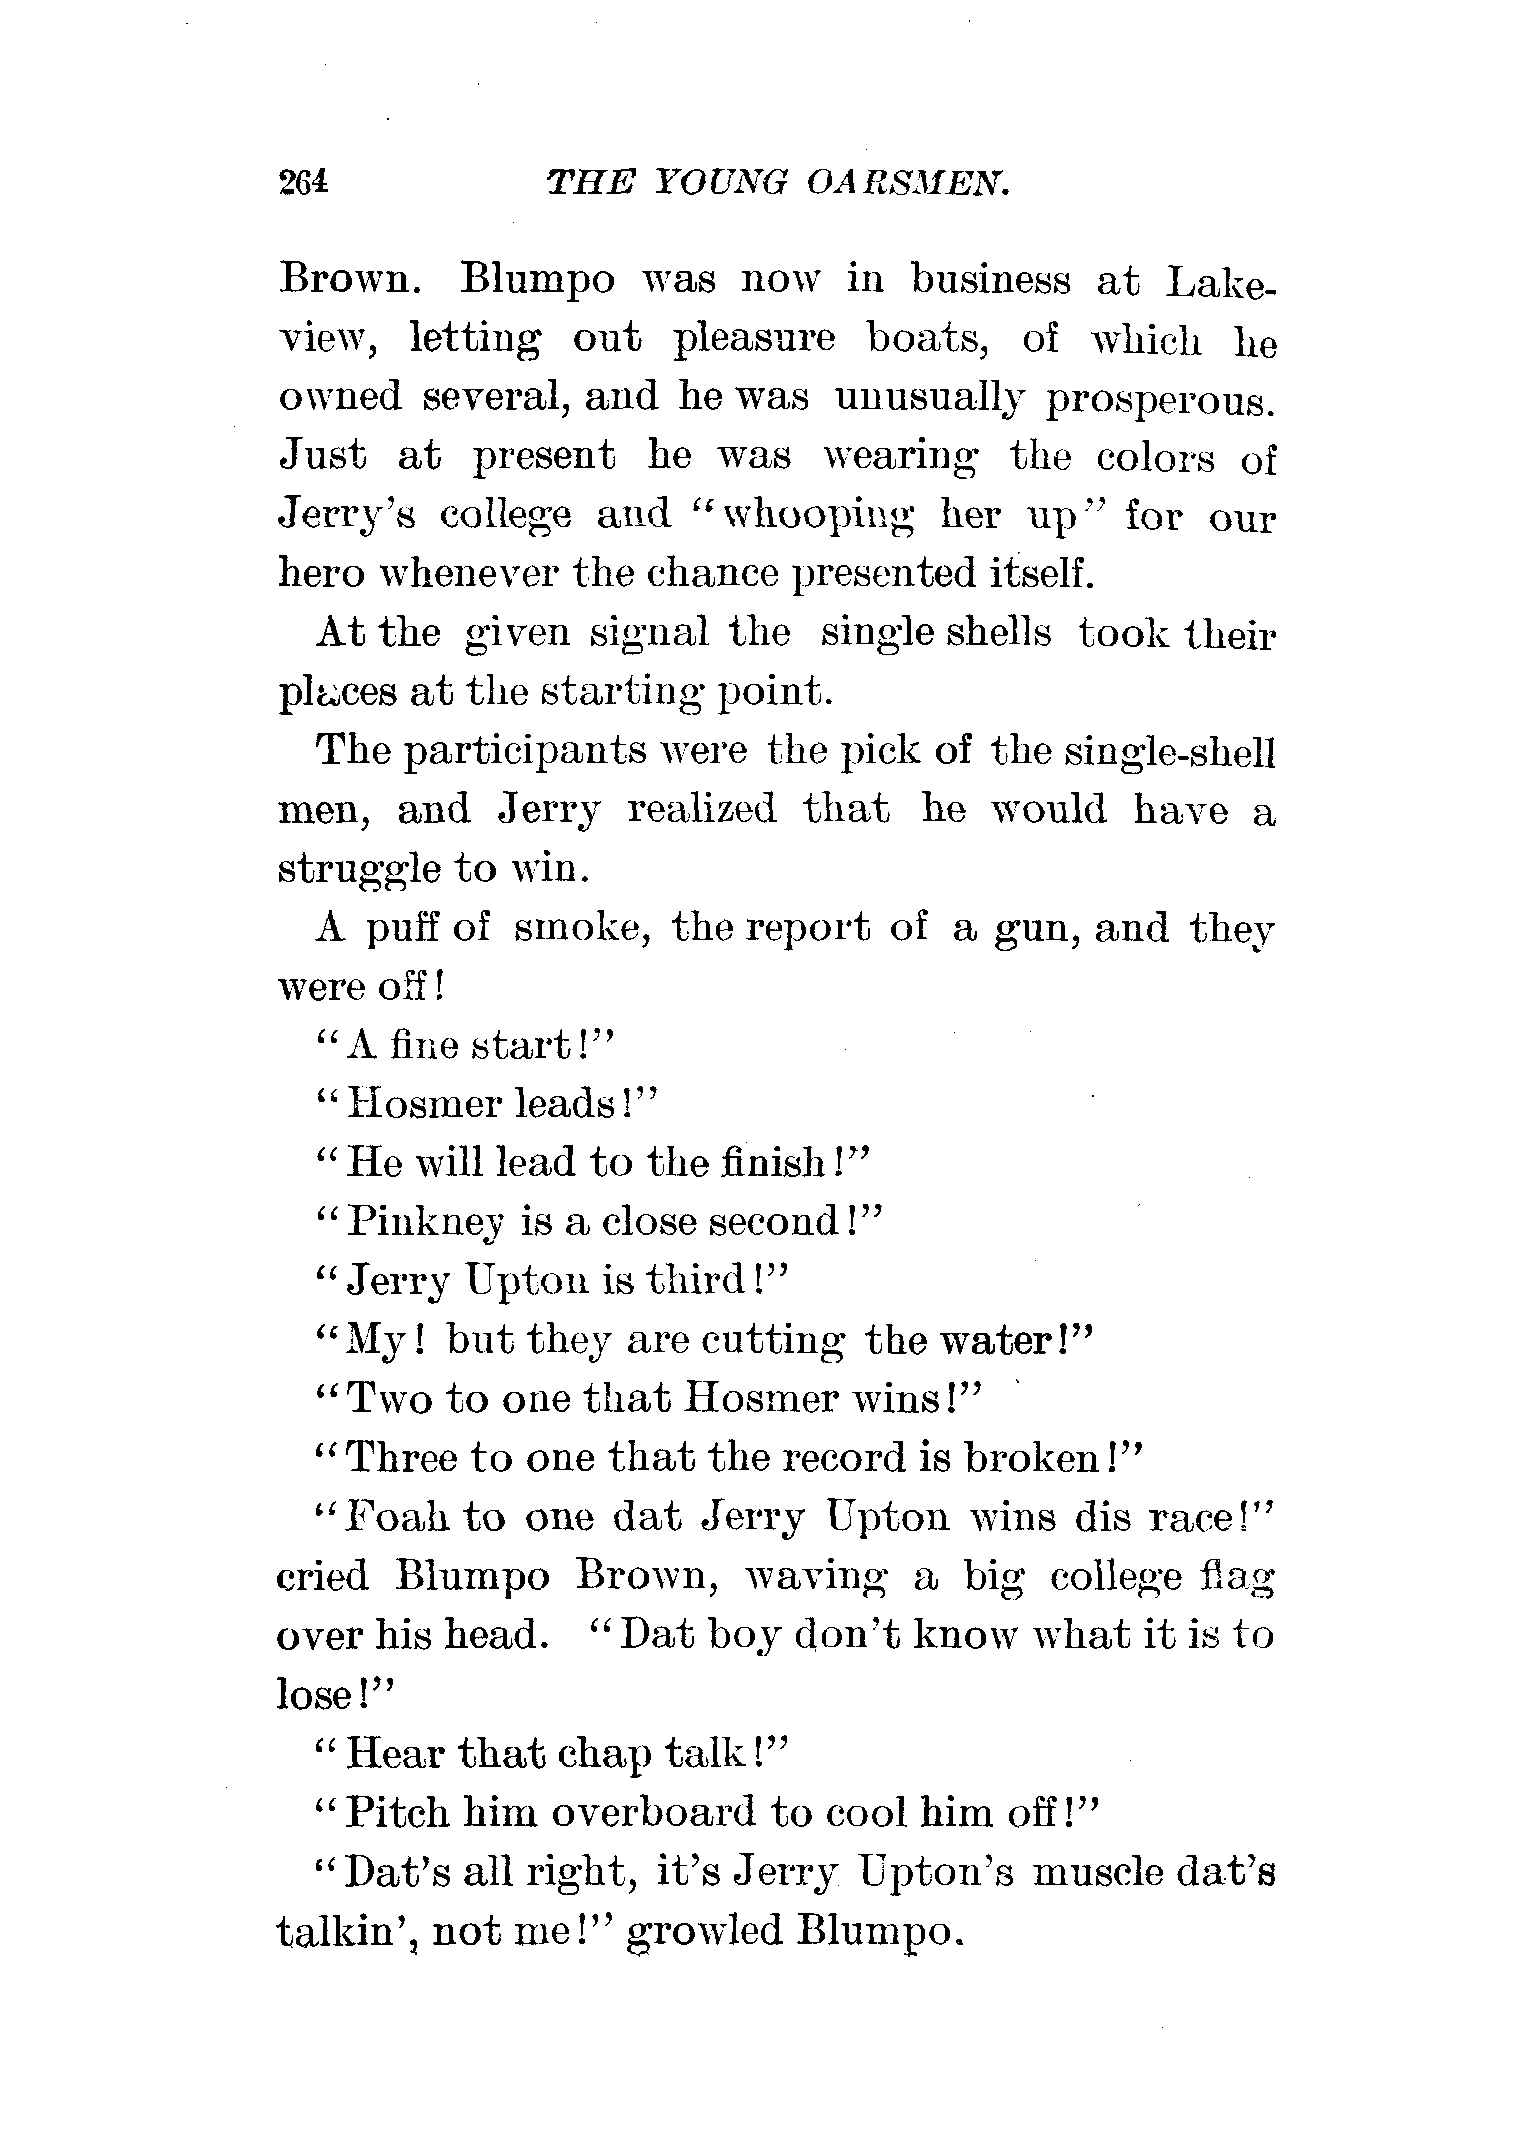 264 THE YOUNG OARSMEN.
Brown. Blumpo was now in business at Lake-
view, letting out pleasure boats, of which he
owned several, and he was unusually prosperous.
Just at present he was wearing the colors of
Jerry's college and "whooping her up" for our
hero whenever the chance presented itself.
At the given signal the single shells took their
places at the starting point.
The participants were the pick of the single-shell
men, and Jerry realized that he would have a
struggle to win.
A puff of smoke, the report of a gun, and they
were off!
"A fine start!"
"Hosmer leads!"
"He will lead to the finish!"
"Pinkney is a close second!"
"Jerry Upton is third!"
"My! but they are cutting the water!"
"Two to one that Hosmer wins!"
"Three to one that the record is broken!"
"Foah to one dat Jerry Upton wins dis race!"
cried Blumpo Brown, waving a big college flag
over his head. "Dat boy don't know what it is to
lose!"
"Hear that chap talk!"
"Pitch him overboard to cool him off!"
"Dat's all right, it's Jerry Upton's muscle dat's
talkin', not me!" growled Blumpo.